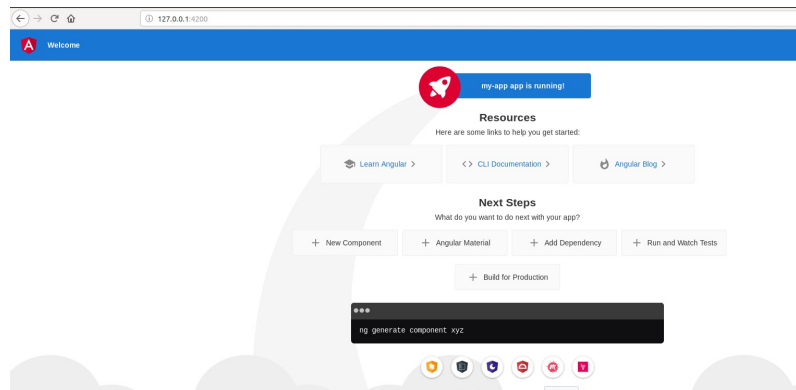 127.0.0.1:4200
Welcome
my-app app is running!
Resources
Here are some links to help you get started:
Learn Angular
CLI Documentation
Angular Blog
Next Steps
What do you want to do next with your app?
New Component
Angular Material
Add Dependency
Run and Watch Tests
Build for Production
ng generate component xyz